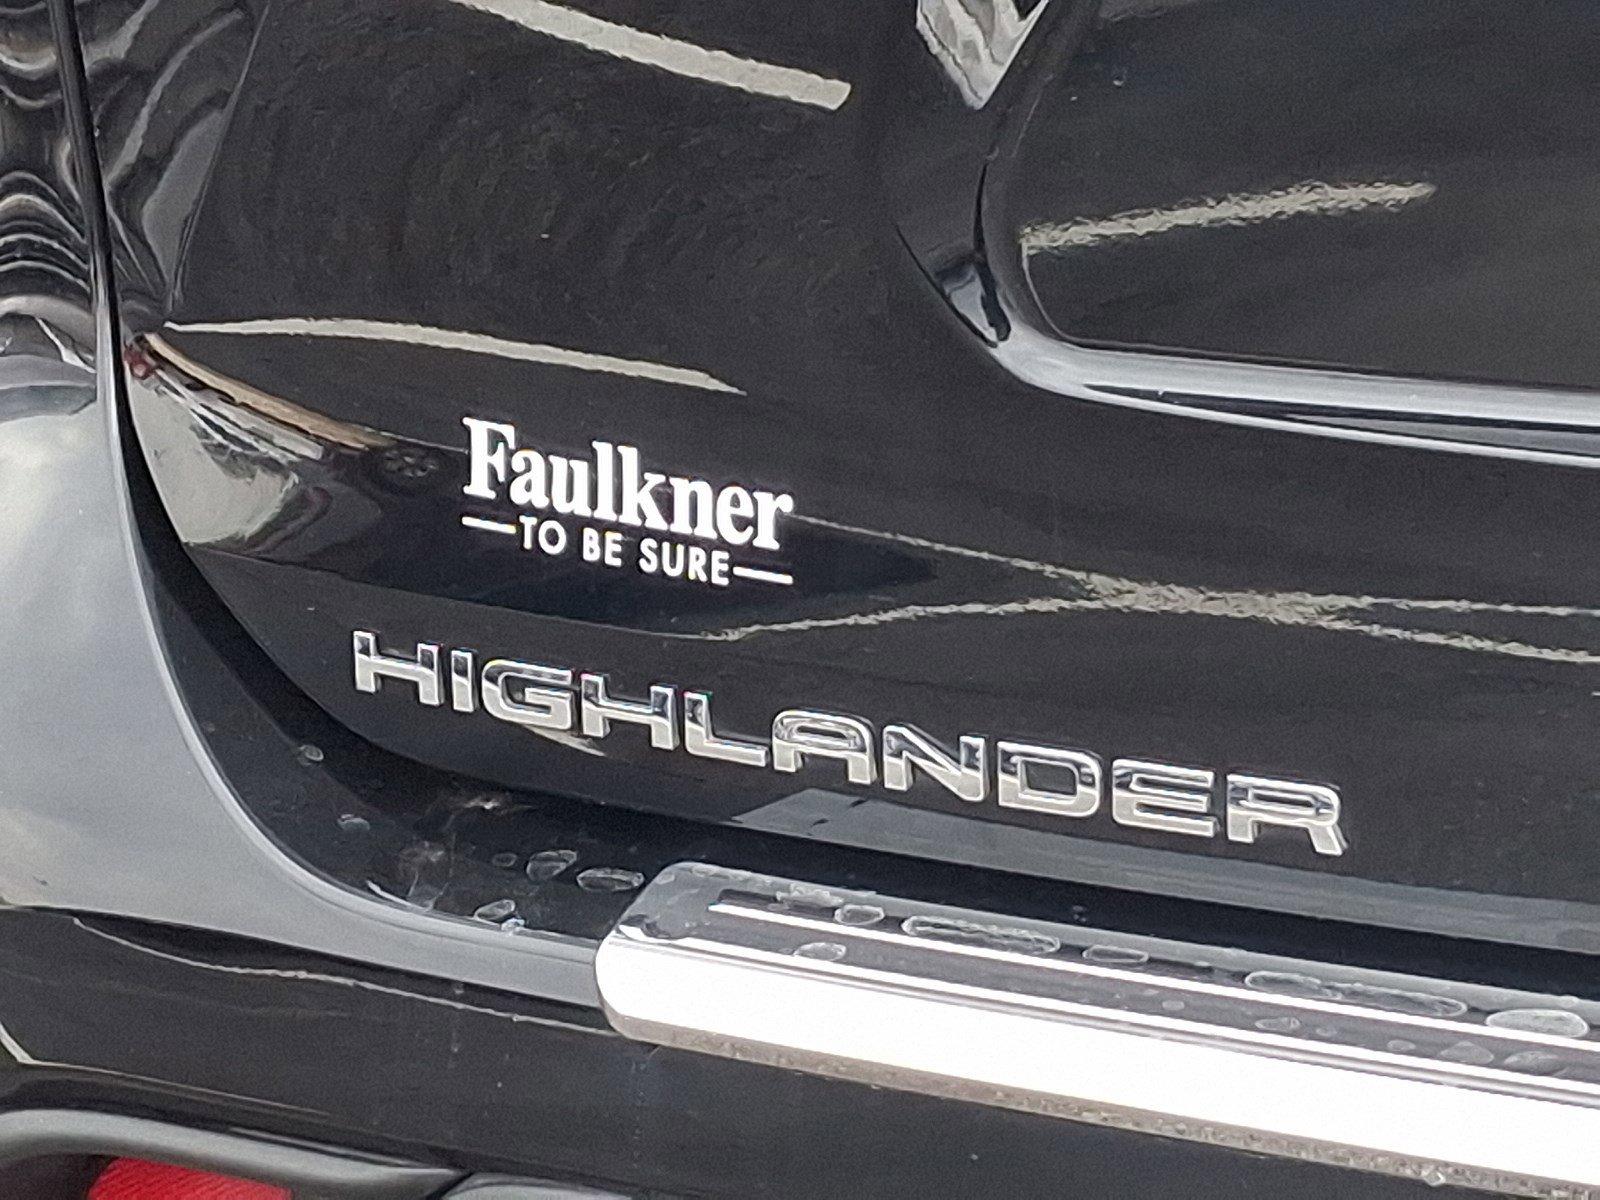 Faulkner
TO BE SURE
HIGHLANDER